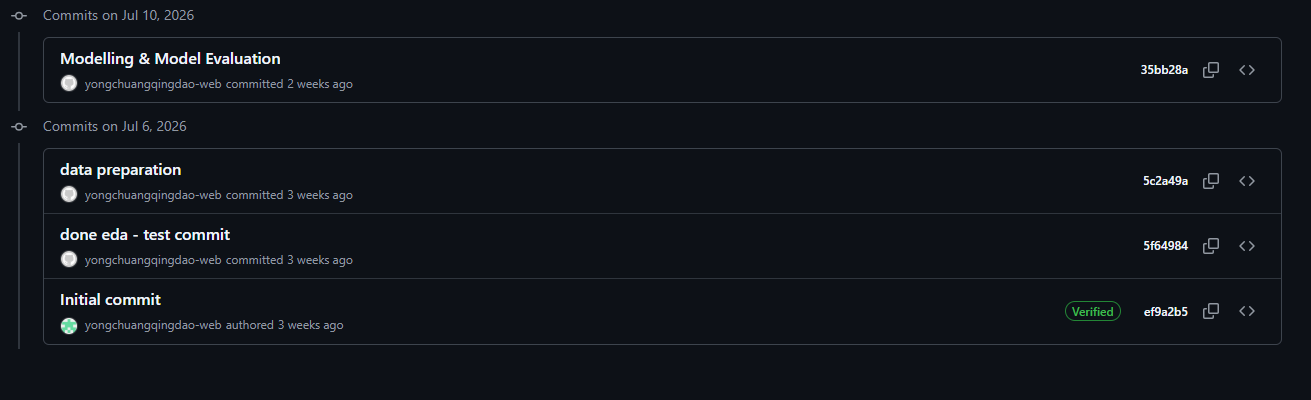 Commits on Jul 10, 2026
Modelling & Model Evaluation
yongchuangqingdao-web committed 2 weeks ago
35bb28a
Commits on Jul 6, 2026
data preparation
yongchuangqingdao-web committed 3 weeks ago
5c2a49a
done eda - test commit
yongchuangqingdao-web committed 3 weeks ago
5f64984
Initial commit
yongchuangqingdao-web authored 3 weeks ago
Verified
ef9a2b5